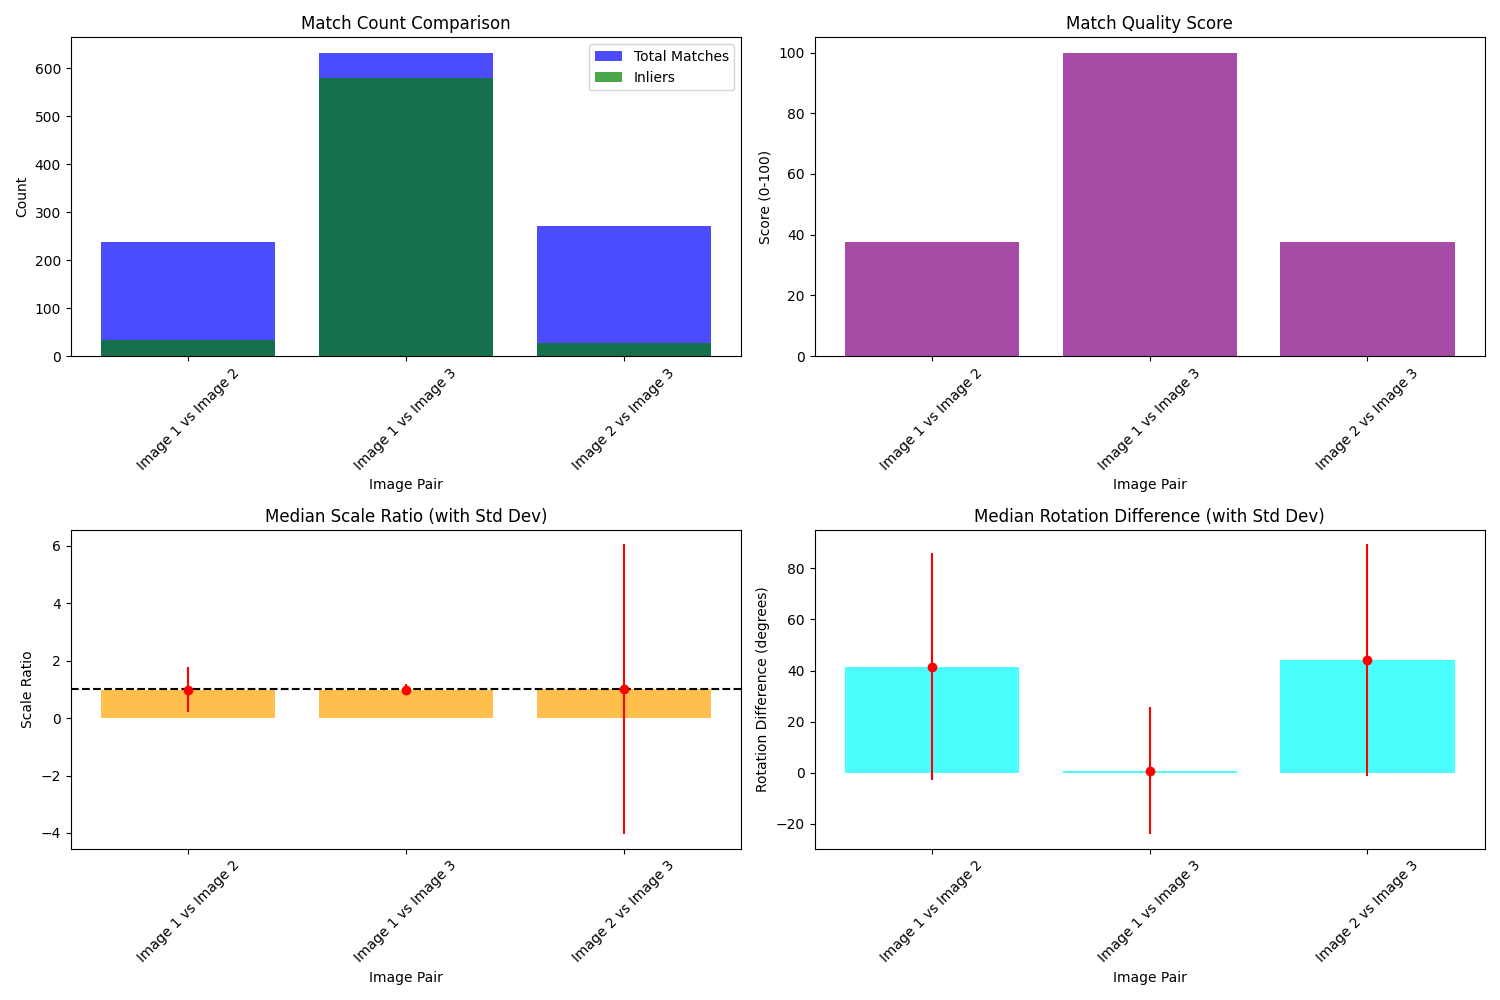 Match Count Comparison
Count
600
500
400
300
200
100
0
Total Matches
Inliers
Image 1 vs Image 2
Image 1 vs Image 3
Image 2 vs Image 3
Image Pair
Match Quality Score
Score (0-100)
100
80
60
40
20
0
Image 1 vs Image 2
Image 1 vs Image 3
Image 2 vs Image 3
Image Pair
Median Scale Ratio (with Std Dev)
Scale Ratio
6
4
2
0
−2
−4
Image 1 vs Image 2
Image 1 vs Image 3
Image 2 vs Image 3
Image Pair
Median Rotation Difference (with Std Dev)
Rotation Difference (degrees)
80
60
40
20
0
−20
Image 1 vs Image 2
Image 1 vs Image 3
Image 2 vs Image 3
Image Pair